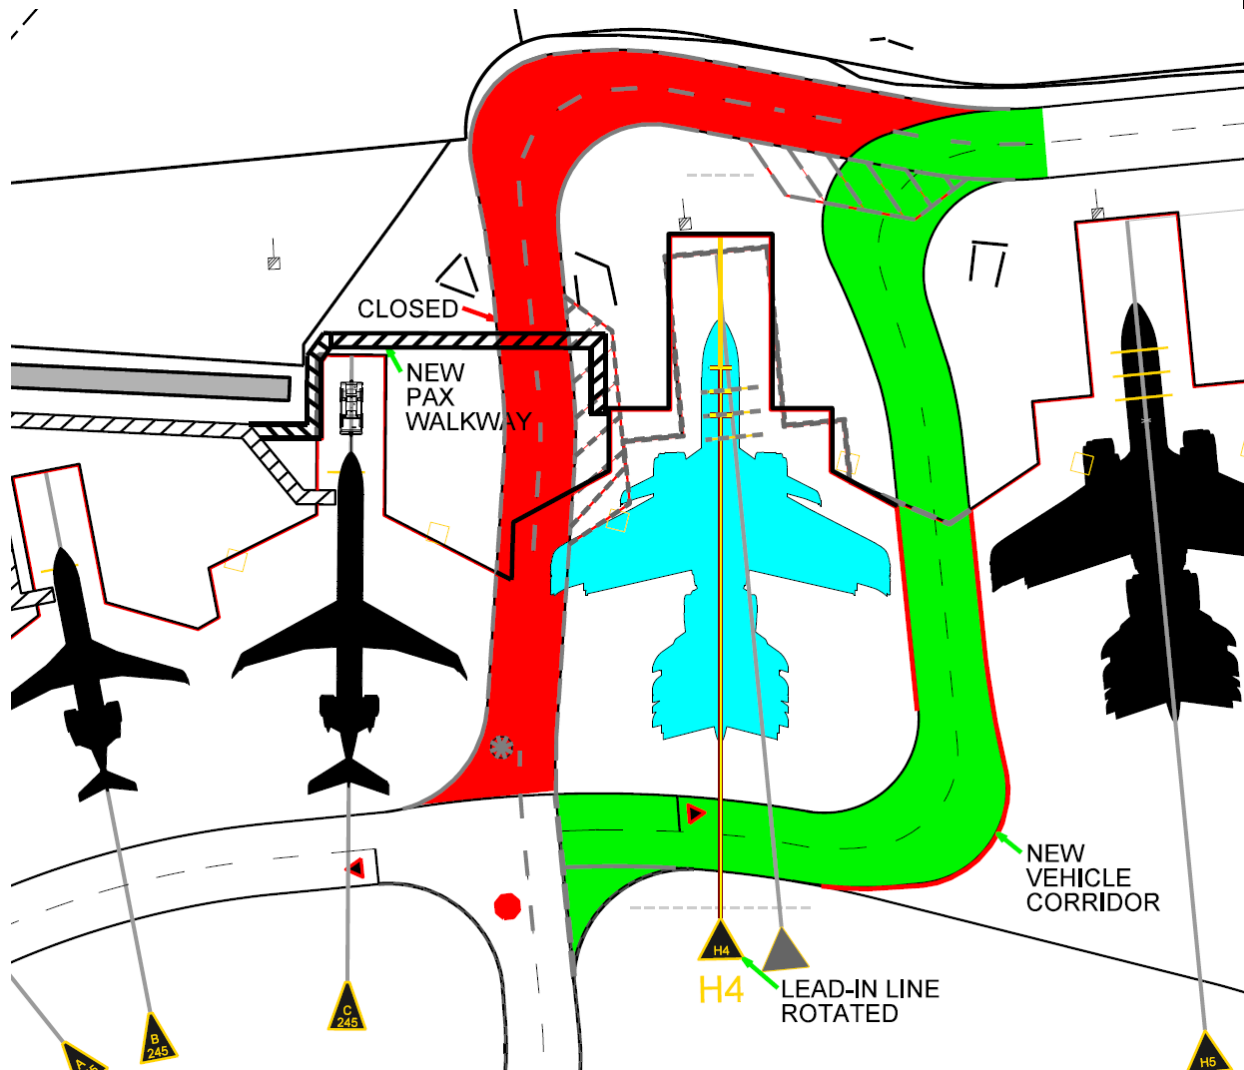 CLOSED
NEW
PAX
WALKWAY
NEW
VEHICLE
CORRIDOR
H4
H4
LEAD-IN LINE
ROTATED
C
245
B
245
A
H5